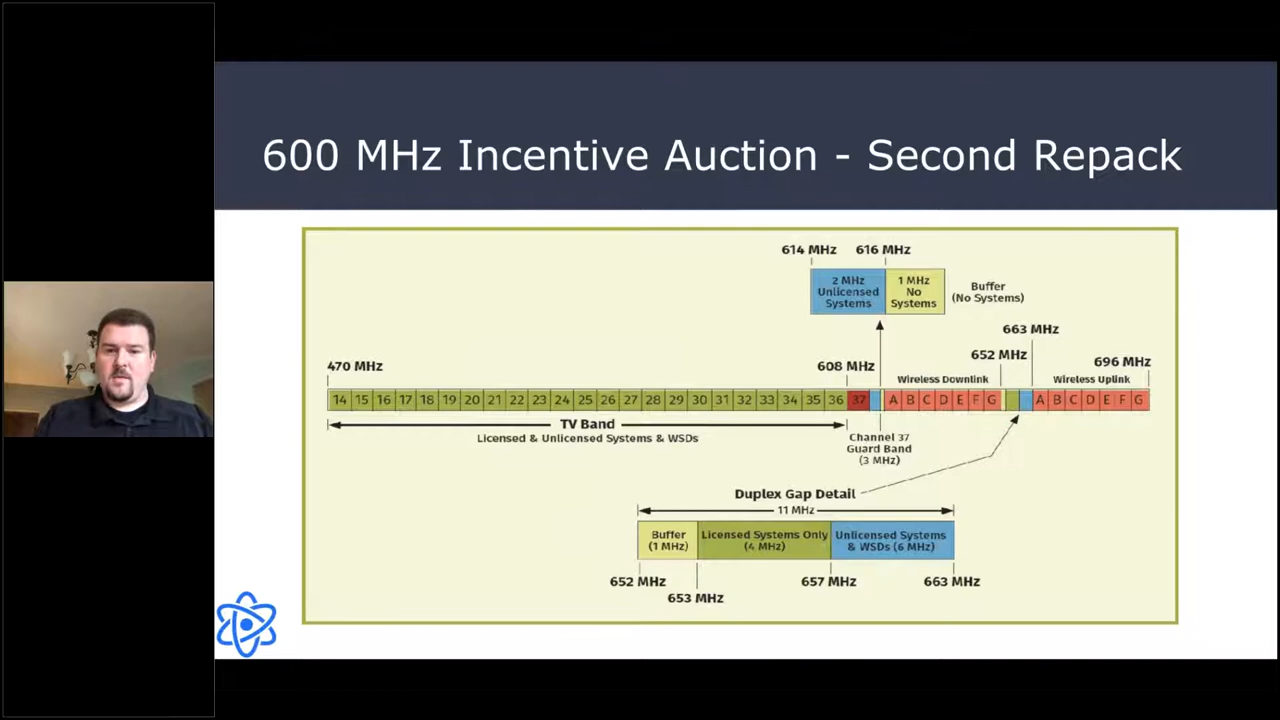 600 MHz Incentive Auction - Second Repack
614 MHz
616 MHz
2 MHz
Unlicensed
Systems
1 MHz
No
Systems
Buffer
(No Systems)
663 MHz
652 MHz
696 MHz
470 MHz
608 MHz
Wireless Downlink
Wireless Uplink
14 15 16 17 18 19 20 21 22 23 24 25 26 27 28 29 30 31 32 33 34 35 36 37
A B C D E F G
A B C D E F G
TV Band
Licensed & Unlicensed Systems & WSDs
Channel 37
Guard Band
(3 MHz)
Duplex Gap Detail
11 MHz
Buffer
(1 MHz)
Licensed Systems Only
(4 MHz)
Unlicensed Systems
& WSDs (6 MHz)
652 MHz
653 MHz
657 MHz
663 MHz